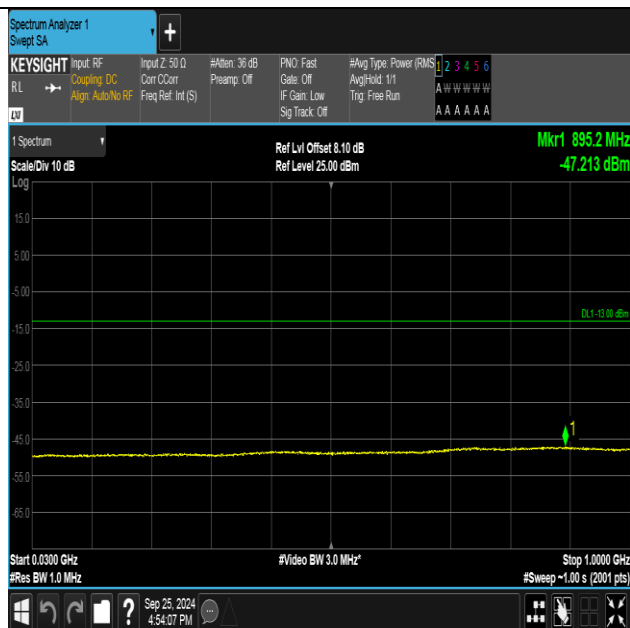 Spectrum Analyzer 1
Swept SA
+
KEYSIGHT
RL
LXI
Input: RF
Coupling: DC
Align: Auto/No RF
Input Z: 50 Ω
Corr CCorr
Freq Ref: Int (S)
#Atten: 36 dB
Preamp: Off
PNO: Fast
Gate: Off
IF Gain: Low
Sig Track: Off
#Avg Type: Power (RMS
Avg|Hold: 1/1
Trig: Free Run
1 2 3 4 5 6
A W W W W W
A A A A A A
1 Spectrum
Scale/Div 10 dB
Log
Ref Lvl Offset 8.10 dB
Ref Level 25.00 dBm
Mkr1 895.2 MHz
-47.213 dBm
15.0
5.00
-5.00
DL1 -13.00 dBm
-15.0
-25.0
-35.0
1
-45.0
-55.0
-65.0
Start 0.0300 GHz
#Res BW 1.0 MHz
#Video BW 3.0 MHz*
Stop 1.0000 GHz
#Sweep ~1.00 s (2001 pts)
?
Sep 25, 2024
4:54:07 PM